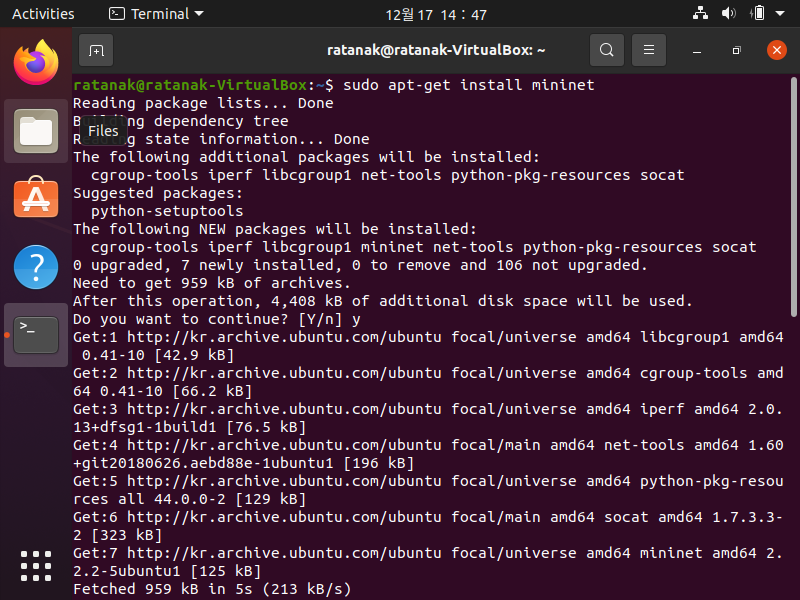 Activities
Terminal
12월 17 14 : 47
ratanak@ratanak-VirtualBox: ~
ratanak@ratanak-VirtualBox:~$ sudo apt-get install mininet
Reading package lists... Done
B ng dependency tree
Files
R ng state information... Done
The following additional packages will be installed:
cgroup-tools iperf libcgroup1 net-tools python-pkg-resources socat
Suggested packages:
python-setuptools
The following NEW packages will be installed:
cgroup-tools iperf libcgroup1 mininet net-tools python-pkg-resources socat
0 upgraded, 7 newly installed, 0 to remove and 106 not upgraded.
Need to get 959 kB of archives.
After this operation, 4,408 kB of additional disk space will be used.
Do you want to continue? [Y/n] y
Get:1 http://kr.archive.ubuntu.com/ubuntu focal/universe amd64 libcgroup1 amd64
0.41-10 [42.9 kB]
Get:2 http://kr.archive.ubuntu.com/ubuntu focal/universe amd64 cgroup-tools amd
64 0.41-10 [66.2 kB]
Get:3 http://kr.archive.ubuntu.com/ubuntu focal/universe amd64 iperf amd64 2.0.
13+dfsg1-1build1 [76.5 kB]
Get:4 http://kr.archive.ubuntu.com/ubuntu focal/main amd64 net-tools amd64 1.60
+git20180626.aebd88e-1ubuntu1 [196 kB]
Get:5 http://kr.archive.ubuntu.com/ubuntu focal/universe amd64 python-pkg-resou
rces all 44.0.0-2 [129 kB]
Get:6 http://kr.archive.ubuntu.com/ubuntu focal/main amd64 socat amd64 1.7.3.3-
2 [323 kB]
Get:7 http://kr.archive.ubuntu.com/ubuntu focal/universe amd64 mininet amd64 2.
2.2-5ubuntu1 [125 kB]
Fetched 959 kB in 5s (213 kB/s)